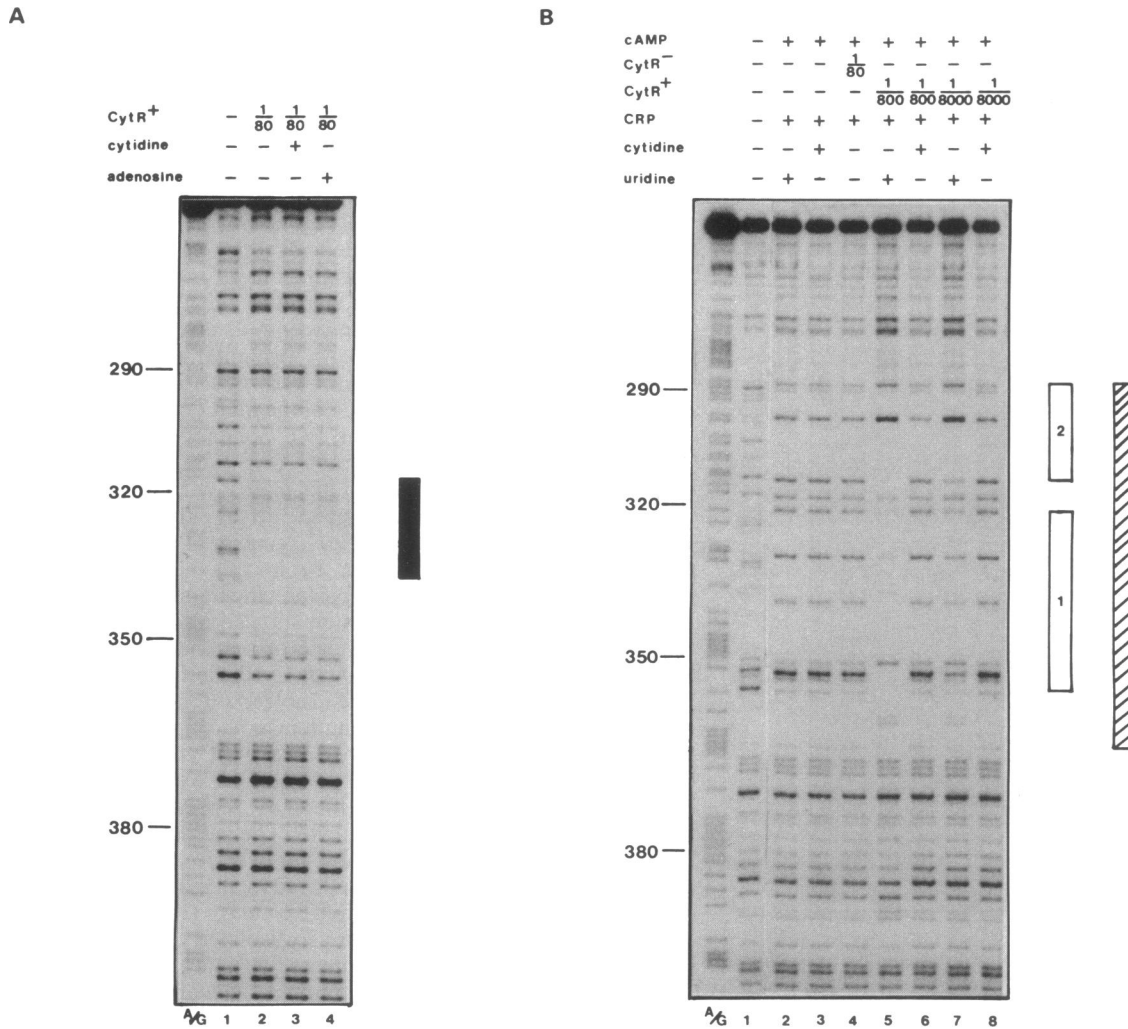 A
CytR+ – 1/80 1/80 1/80
cytidine – – + –
adenosine – – – +
290
320
350
380
A/G 1 2 3 4
B
cAMP – + + + + + + +
CytR– – – – 1/80 – – – –
CytR+ – – – – 1/800 1/800 1/8000 1/8000
CRP – + + + + + + +
cytidine – – + – – + – +
uridine – + – – + – + –
290
320
350
380
2
1
A/G 1 2 3 4 5 6 7 8